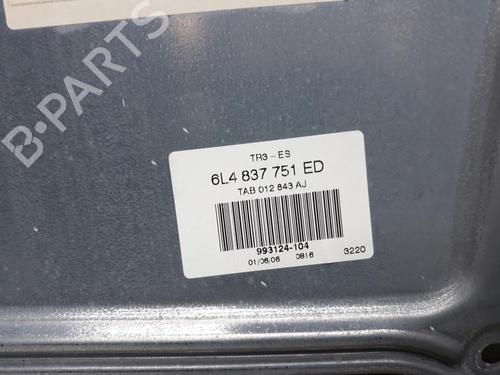 B-PARTS
TR3-ES
6L4 837 751 ED
TAB 012 843 AJ
993124-104
01/06/06 0816 3220